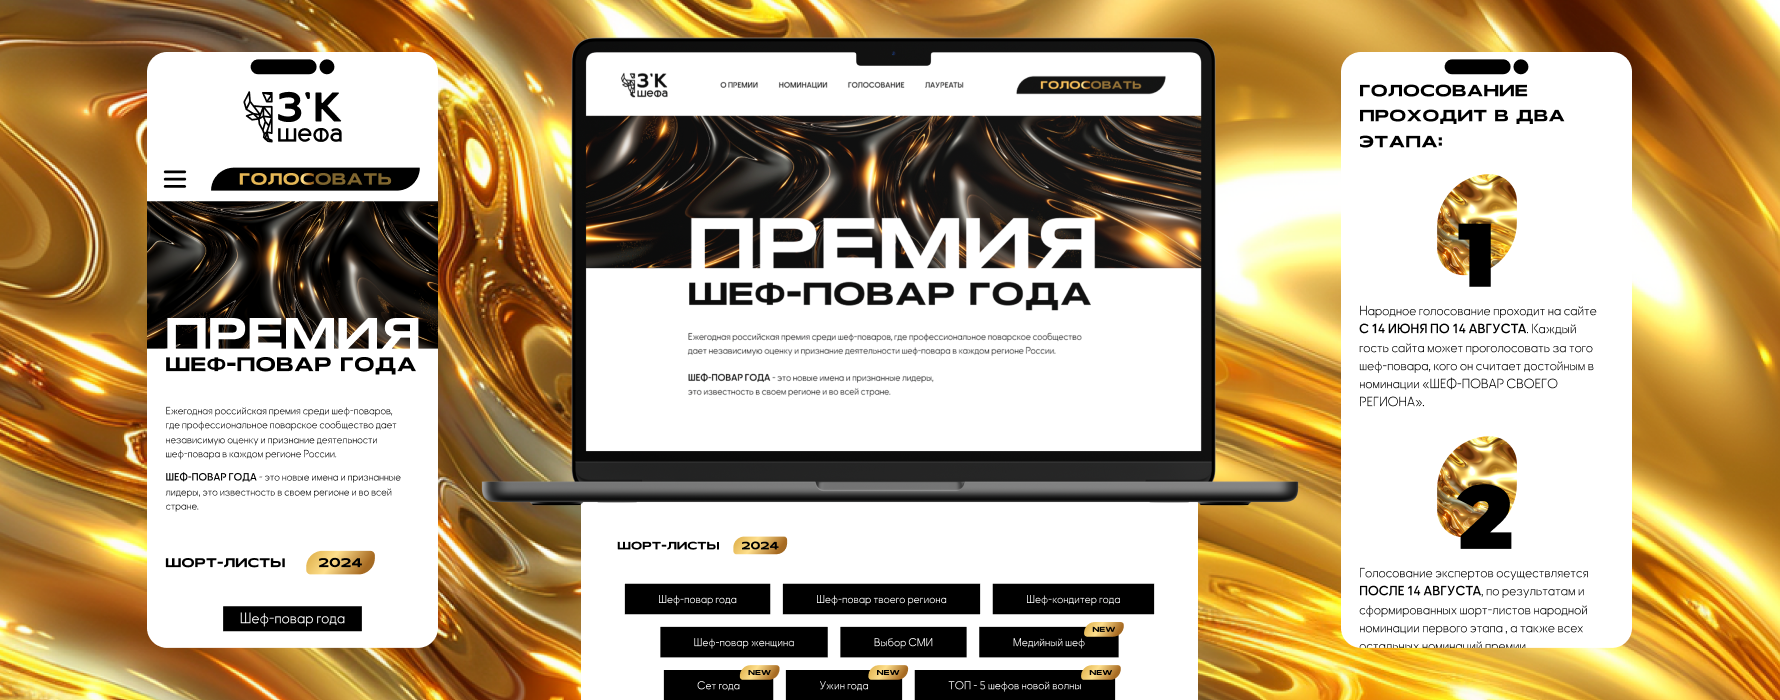 З'К
шефа
ГОЛОСОВАТЬ
ПРЕМИЯ
ШЕФ-ПОВАР ГОДА
Ежегодная российская премия среди шеф-поваров,
где профессиональное поварское сообщество дает
независимую оценку и признание деятельности
шеф-повара в каждом регионе России.
ШЕФ-ПОВАР ГОДА - это новые имена и признанные
лидеры, это известность в своем регионе и во всей
стране.
ШОРТ-ЛИСТЫ 2024
Шеф-повар года
З'К
шефа
О ПРЕМИИ НОМИНАЦИИ ГОЛОСОВАНИЕ ЛАУРЕАТЫ ГОЛОСОВАТЬ
ПРЕМИЯ
ШЕФ-ПОВАР ГОДА
Ежегодная российская премия среди шеф-поваров, где профессиональное поварское сообщество
дает независимую оценку и признание деятельности шеф-повара в каждом регионе России.
ШЕФ-ПОВАР ГОДА - это новые имена и признанные лидеры,
это известность в своем регионе и во всей стране.
ШОРТ-ЛИСТЫ 2024
Шеф-повар года Шеф-повар твоего региона Шеф-кондитер года
Шеф-повар женщина Выбор СМИ Медийный шеф NEW
Сет года NEW Ужин года NEW ТОП - 5 шефов новой волны NEW
ГОЛОСОВАНИЕ
ПРОХОДИТ В ДВА
ЭТАПА:
1
Народное голосование проходит на сайте
С 14 ИЮНЯ ПО 14 АВГУСТА. Каждый
гость сайта может проголосовать за того
шеф-повара, кого он считает достойным в
номинации «ШЕФ-ПОВАР СВОЕГО
РЕГИОНА».
2
Голосование экспертов осуществляется
ПОСЛЕ 14 АВГУСТА, по результатам и
сформированных шорт-листов народной
номинации первого этапа , а также всех
остальных номинаций премии